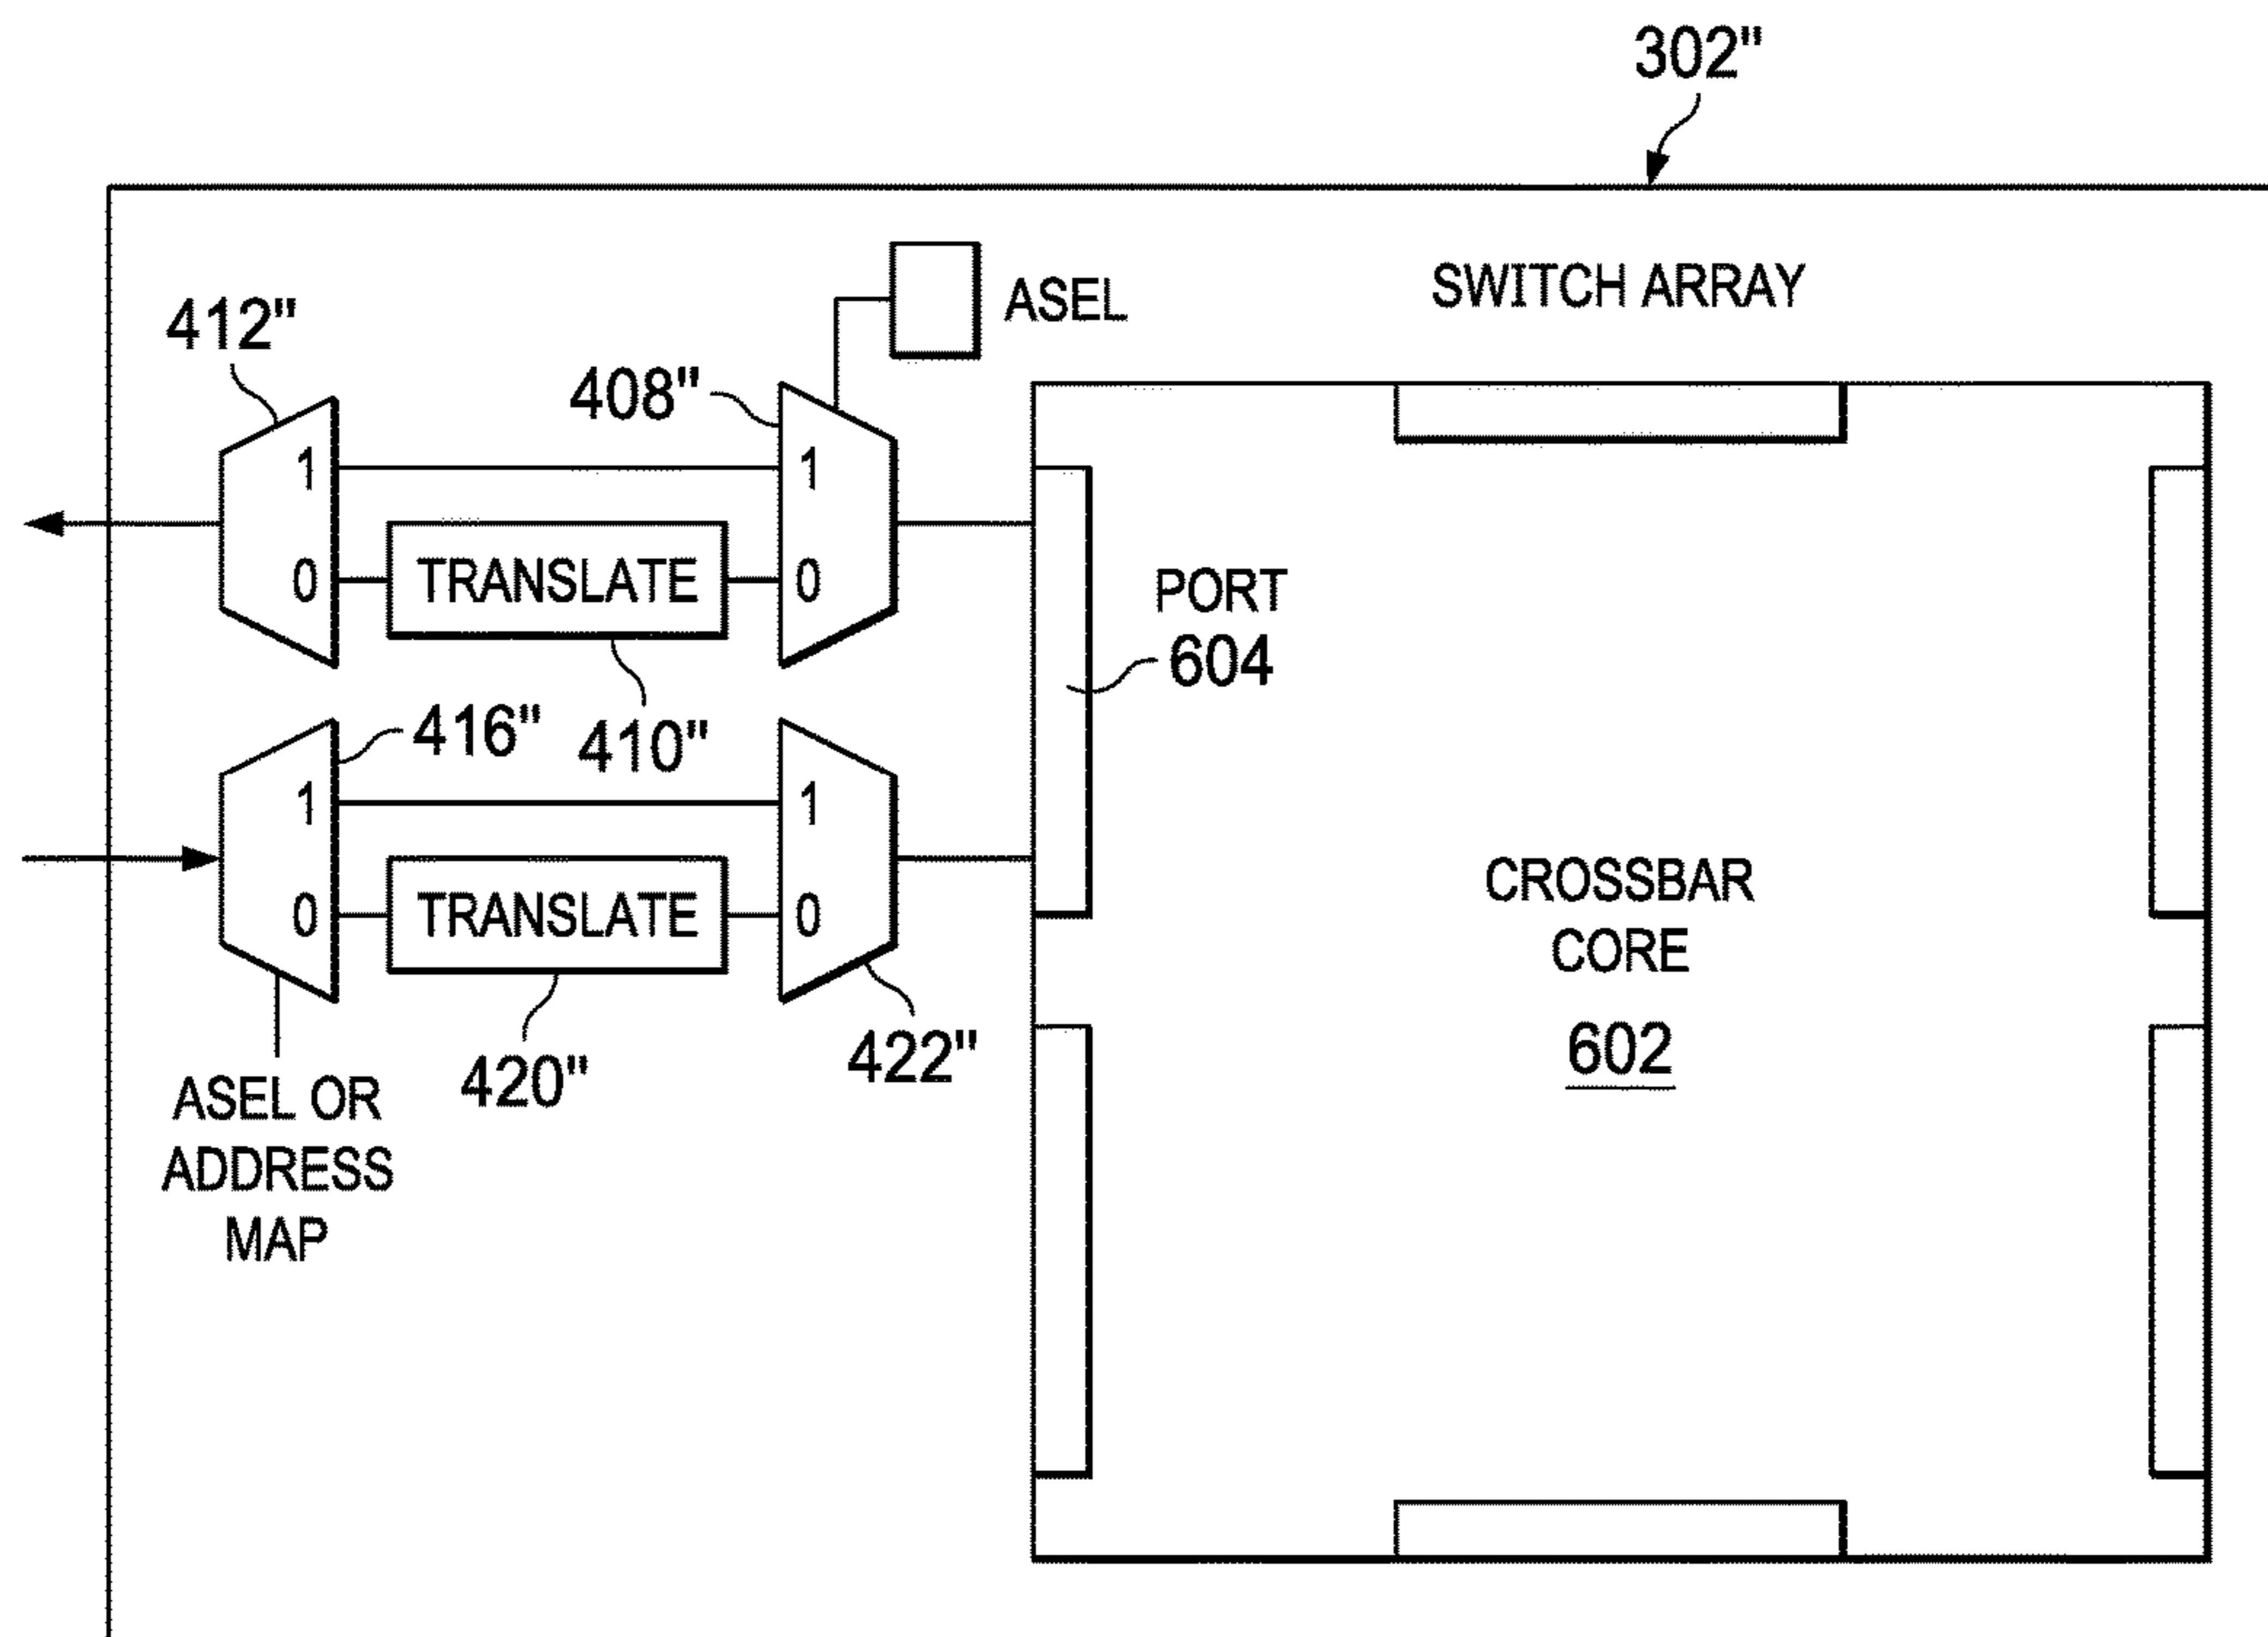 302"
SWITCH ARRAY
ASEL
412"
408"
1
1
0
TRANSLATE
0
410"
PORT
604
416"
1
1
0
TRANSLATE
0
420"
422"
ASEL OR
ADDRESS
MAP
CROSSBAR
CORE
602